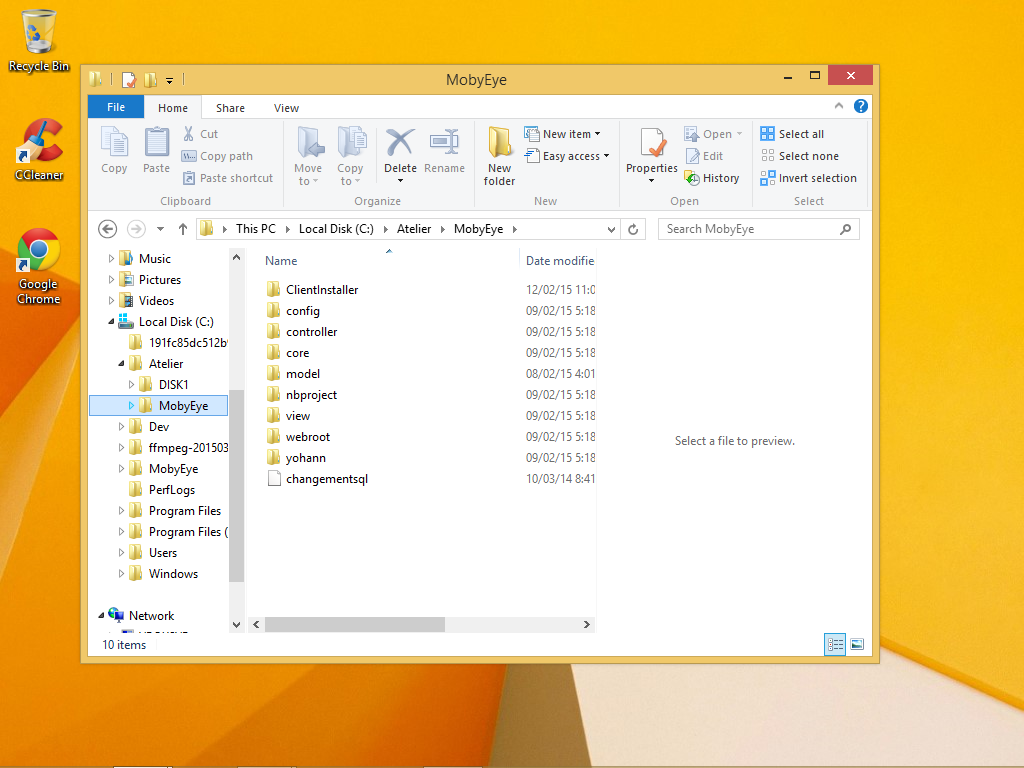 Recycle Bin
CCleaner
Google
Chrome
MobyEye
File
Home
Share
View
Copy
Paste
Cut
Copy path
Paste shortcut
Clipboard
Move
to
Copy
to
Delete
Rename
Organize
New
folder
New item
Easy access
New
Properties
Open
Edit
History
Open
Select all
Select none
Invert selection
Select
This PC
Local Disk (C:)
Atelier
MobyEye
Search MobyEye
Music
Pictures
Videos
Local Disk (C:)
191fc85dc512b
Atelier
DISK1
MobyEye
Dev
ffmpeg-201503
MobyEye
PerfLogs
Program Files
Program Files (
Users
Windows
Network
Name Date modifie
ClientInstaller 12/02/15 11:0
config 09/02/15 5:18
controller 09/02/15 5:18
core 09/02/15 5:18
model 08/02/15 4:01
nbproject 09/02/15 5:18
view 09/02/15 5:18
webroot 09/02/15 5:18
yohann 09/02/15 5:18
changementsql 10/03/14 8:41
Select a file to preview.
10 items